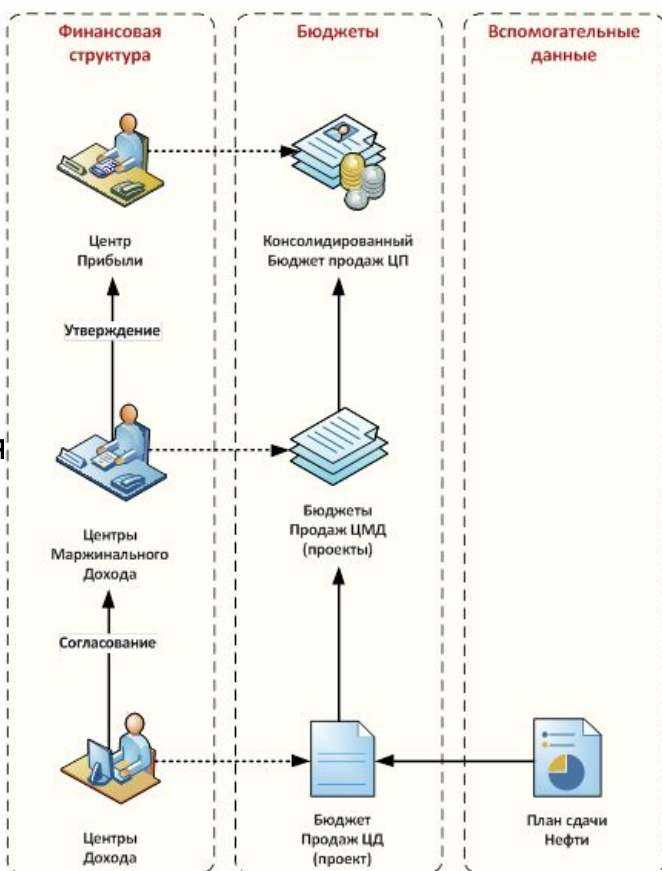 Финансовая
структура
Бюджеты
Вспомогательные
данные
Центр
Прибыли
Консолидированный
Бюджет продаж ЦП
Утверждение
я
Центры
Маржинального
Дохода
Бюджеты
Продаж ЦМД
(проекты)
Согласование
Центры
Дохода
Бюджет
Продаж ЦД
(проект)
План сдачи
Нефти